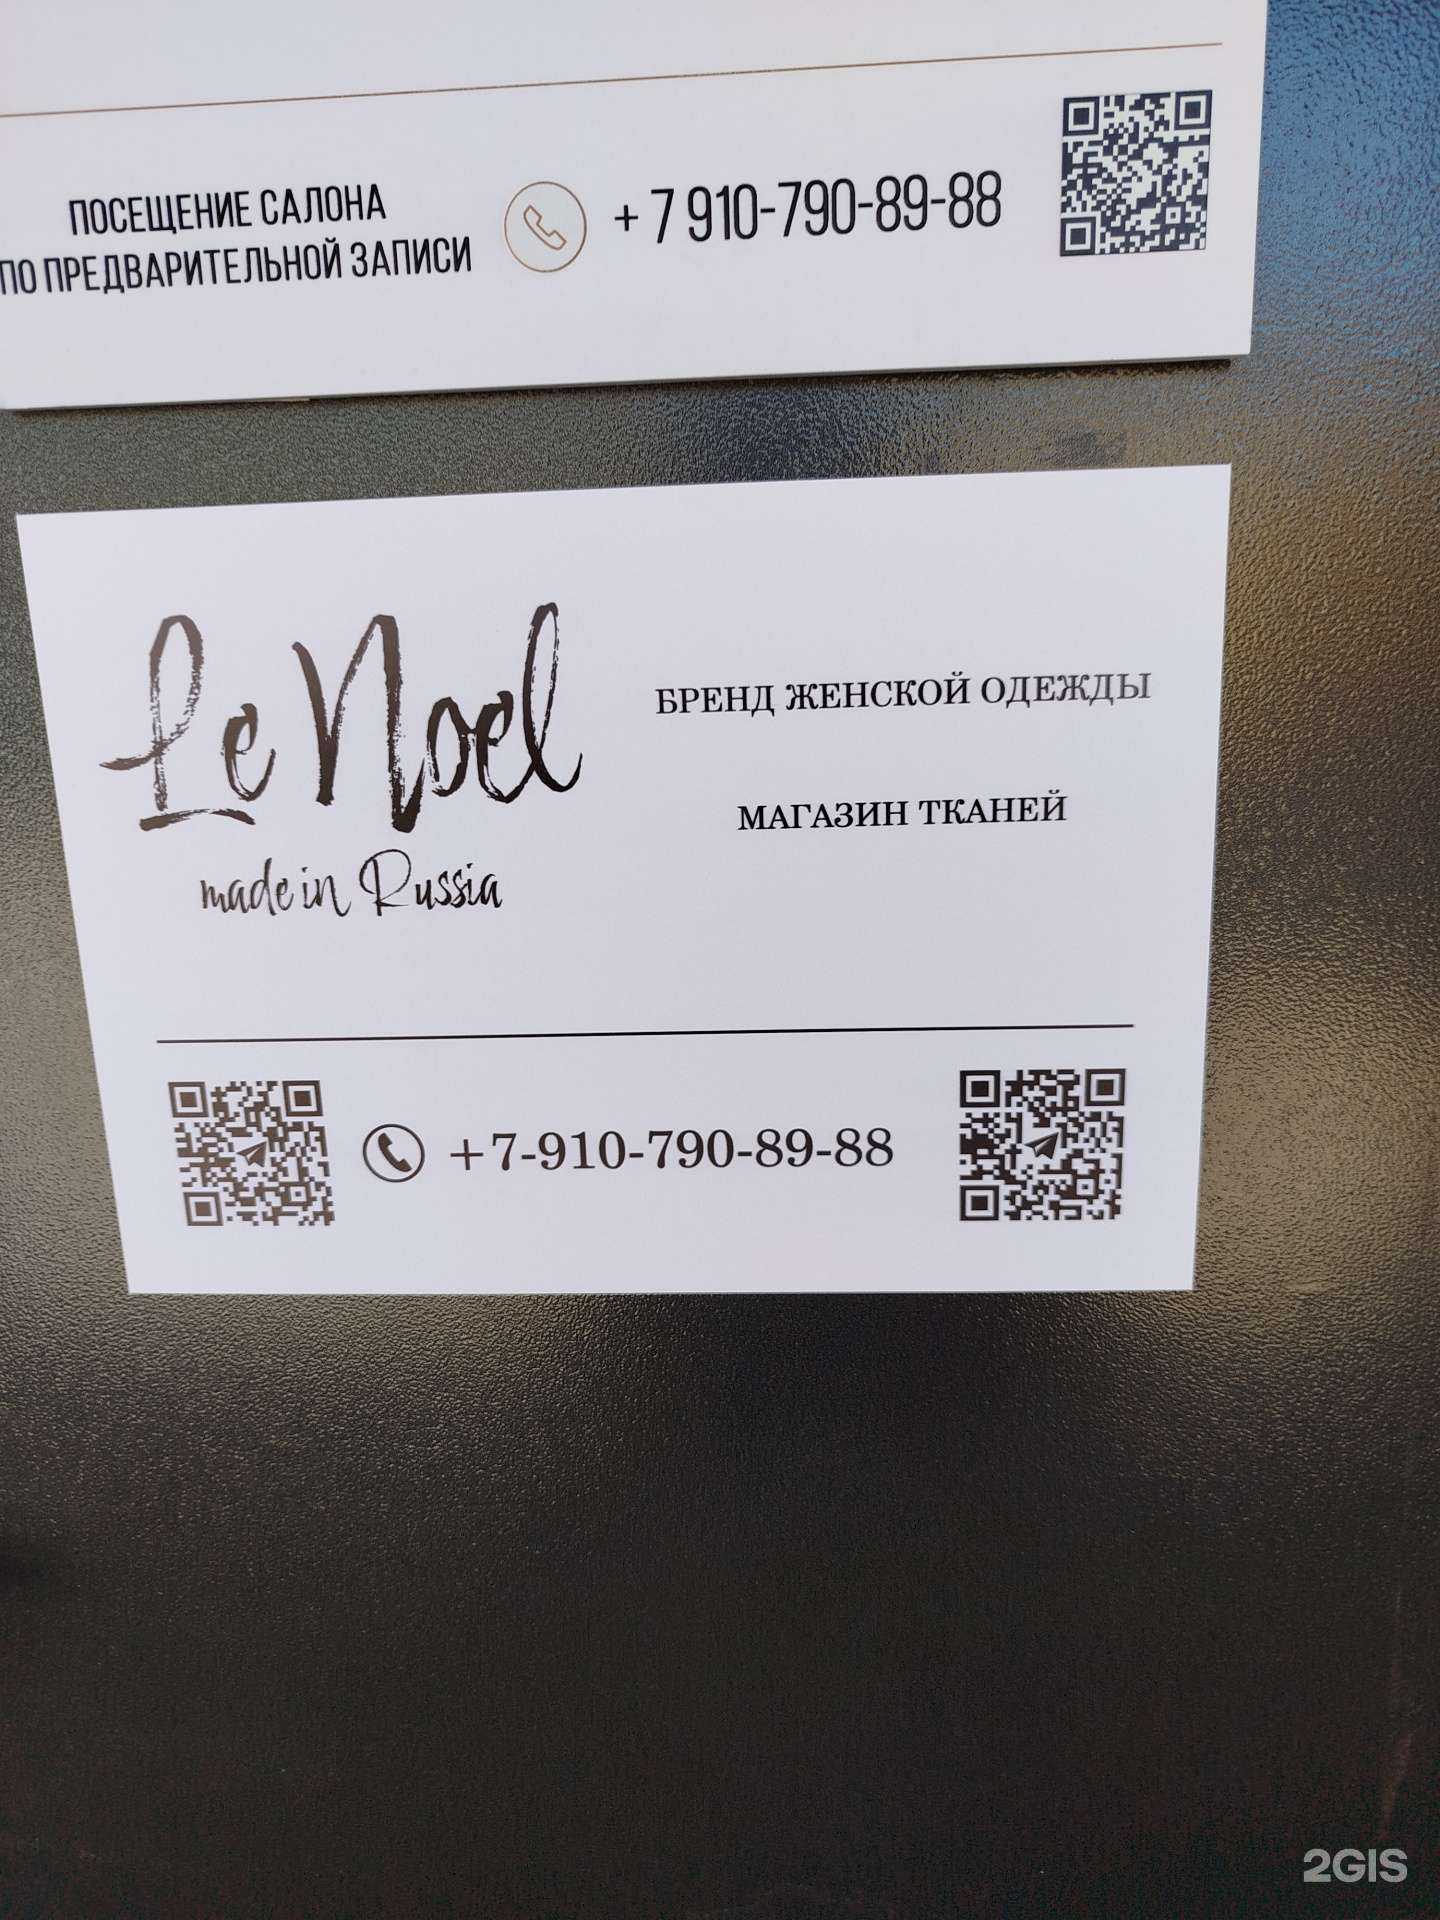 ПОСЕЩЕНИЕ САЛОНА
ПО ПРЕДВАРИТЕЛЬНОЙ ЗАПИСИ
+ 7 910-790-89-88
Le Noel
made in Russia
БРЕНД ЖЕНСКОЙ ОДЕЖДЫ
МАГАЗИН ТКАНЕЙ
+7-910-790-89-88
2GIS